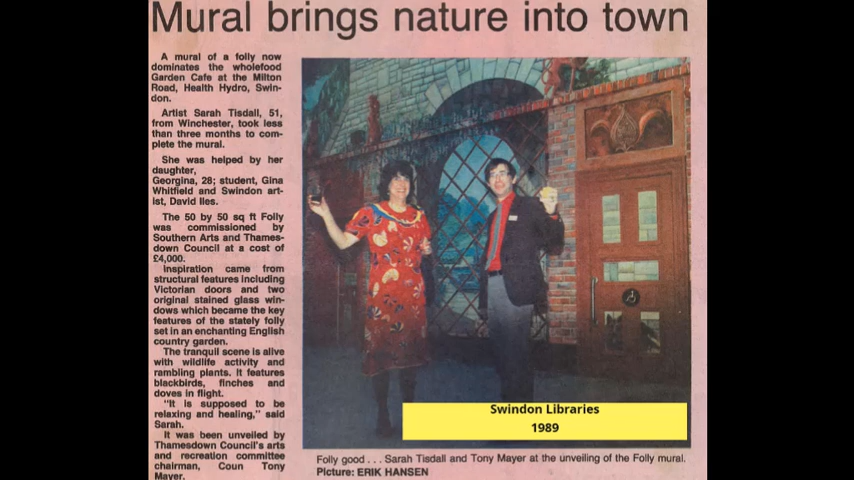 Mural brings nature into town
A mural of a folly now
dominates the wholefood
Garden Cafe at the Milton
Road, Health Hydro, Swin-
don.
Artist Sarah Tisdall, 51,
from Winchester, took less
than three months to com-
plete the mural.
She was helped by her
daughter,
Georgina, 28; student, Gina
Whitfield and Swindon art-
ist, David Iles.
The 50 by 50 sq ft Folly
was commissioned by
Southern Arts and Thames-
down Council at a cost of
£4,000.
Inspiration came from
structural features including
Victorian doors and two
original stained glass win-
dows which became the key
features of the stately folly
set in an enchanting English
country garden.
The tranquil scene is alive
with wildlife activity and
rambling plants. It features
blackbirds, finches and
doves in flight.
"It is supposed to be
relaxing and healing," said
Sarah.
It was been unveiled by
Thamesdown Council's arts
and recreation committee
chairman, Coun Tony
Mayer.
Swindon Libraries
1989
Folly good . . . Sarah Tisdall and Tony Mayer at the unveiling of the Folly mural.
Picture: ERIK HANSEN